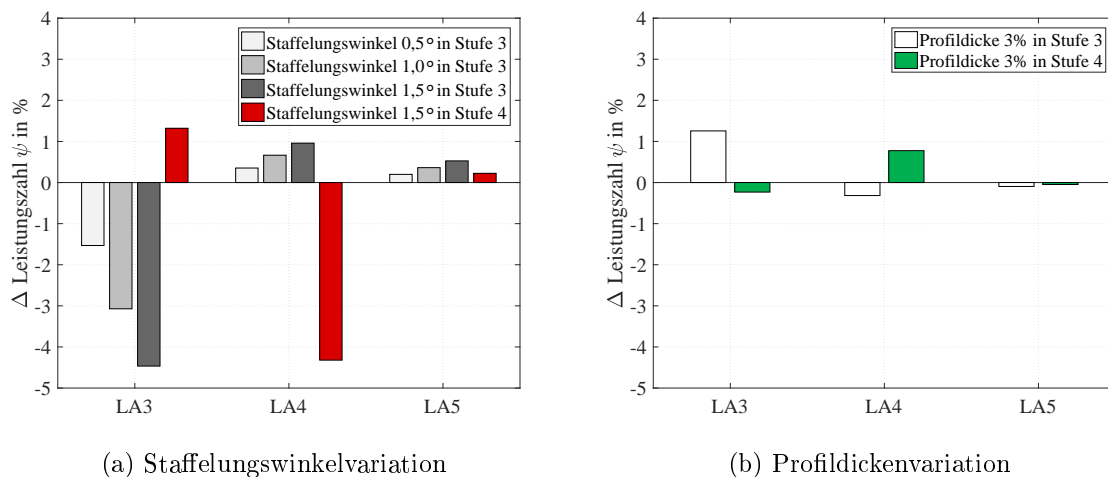 4
3
2
1
0
-1
-2
-3
-4
-5
Δ Leistungszahl ψ in %
Staffelungswinkel 0,5° in Stufe 3
Staffelungswinkel 1,0° in Stufe 3
Staffelungswinkel 1,5° in Stufe 3
Staffelungswinkel 1,5° in Stufe 4
LA3 LA4 LA5
(a) Staffelungswinkelvariation
4
3
2
1
0
-1
-2
-3
-4
-5
Δ Leistungszahl ψ in %
Profildicke 3% in Stufe 3
Profildicke 3% in Stufe 4
LA3 LA4 LA5
(b) Profildickenvariation